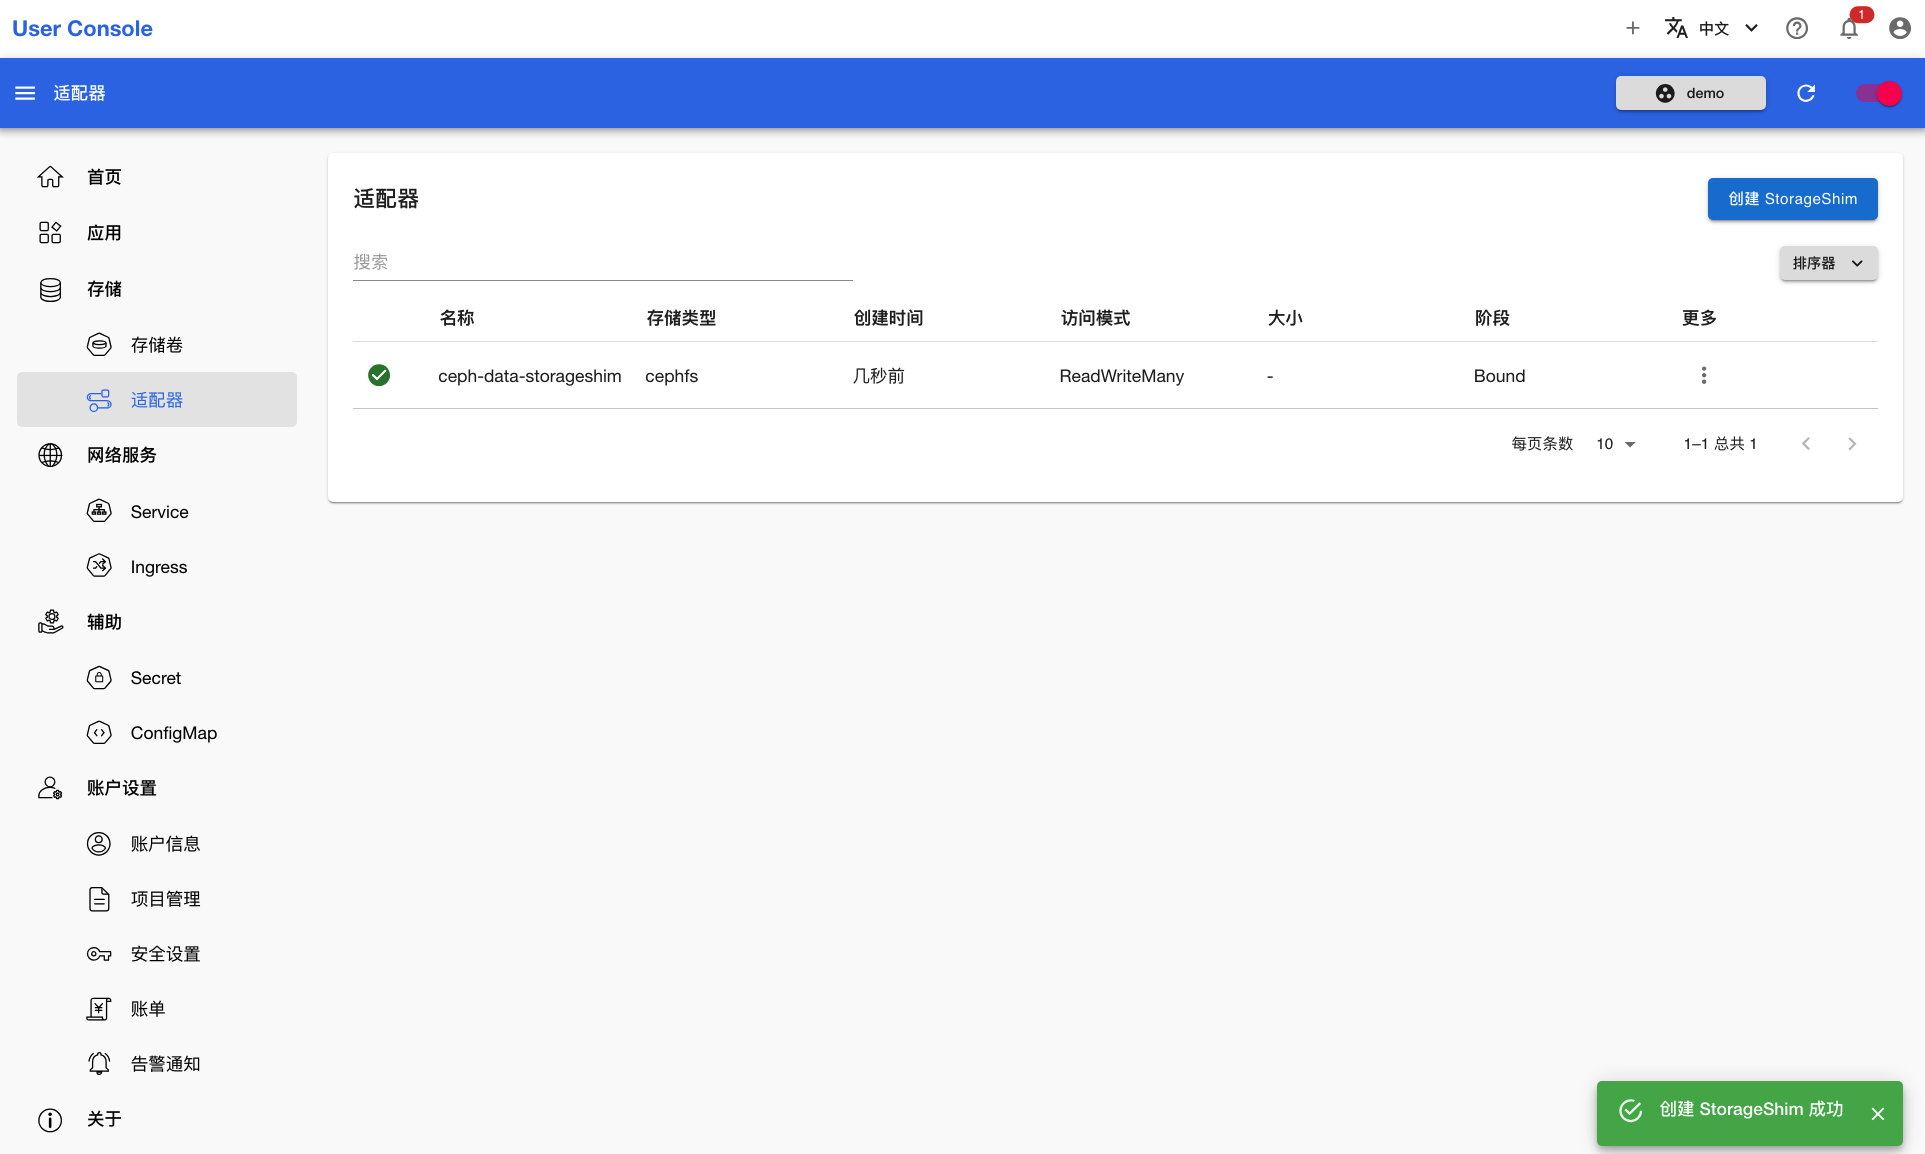 User Console
中文
1
适配器
demo
首页
应用
存储
存储卷
适配器
网络服务
Service
Ingress
辅助
Secret
ConfigMap
账户设置
账户信息
项目管理
安全设置
账单
告警通知
关于
适配器
创建 StorageShim
搜索
排序器
名称 存储类型 创建时间 访问模式 大小 阶段 更多
ceph-data-storageshim cephfs 几秒前 ReadWriteMany - Bound
每页条数 10 1–1 总共 1
创建 StorageShim 成功